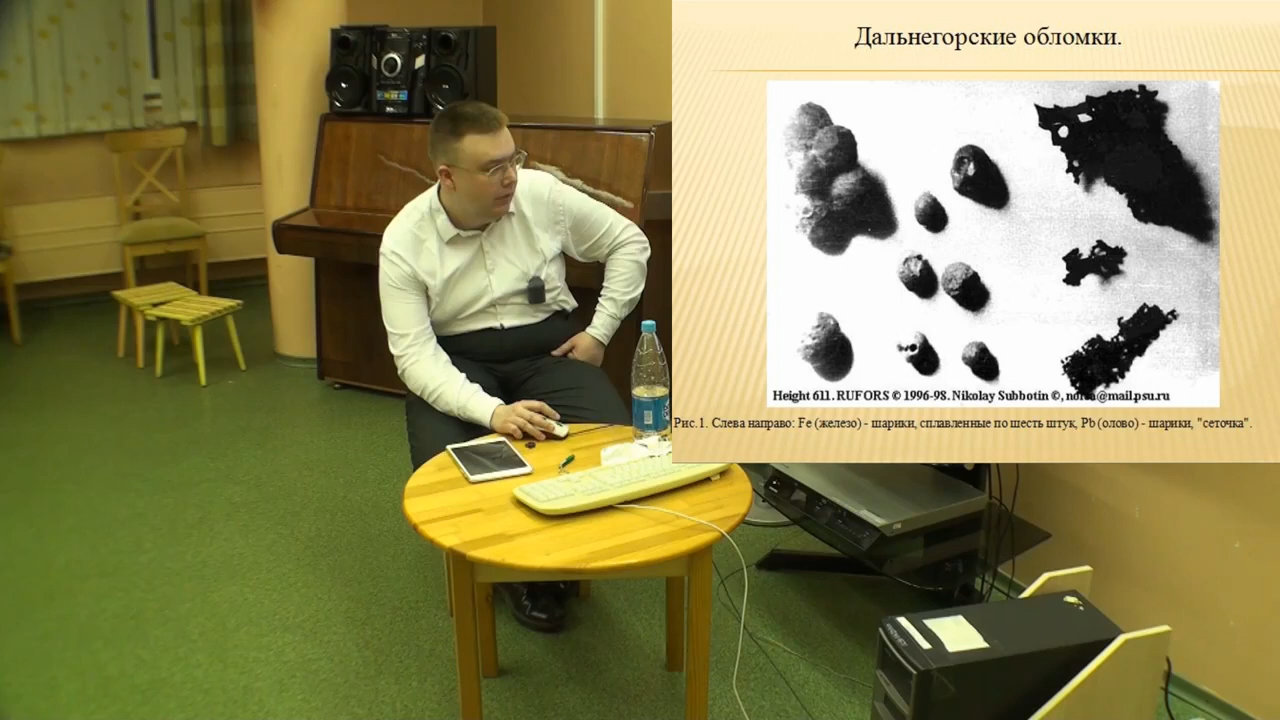 Дальнегорские обломки.
Height 611. RUFORS © 1996-98. Nikolay Subbotin ©, @mail.psu.ru
Рис.1. Слева направо: Fe (железо) - шарики, сплавленные по шесть штук, Pb (олово) - шарики, "сеточка".